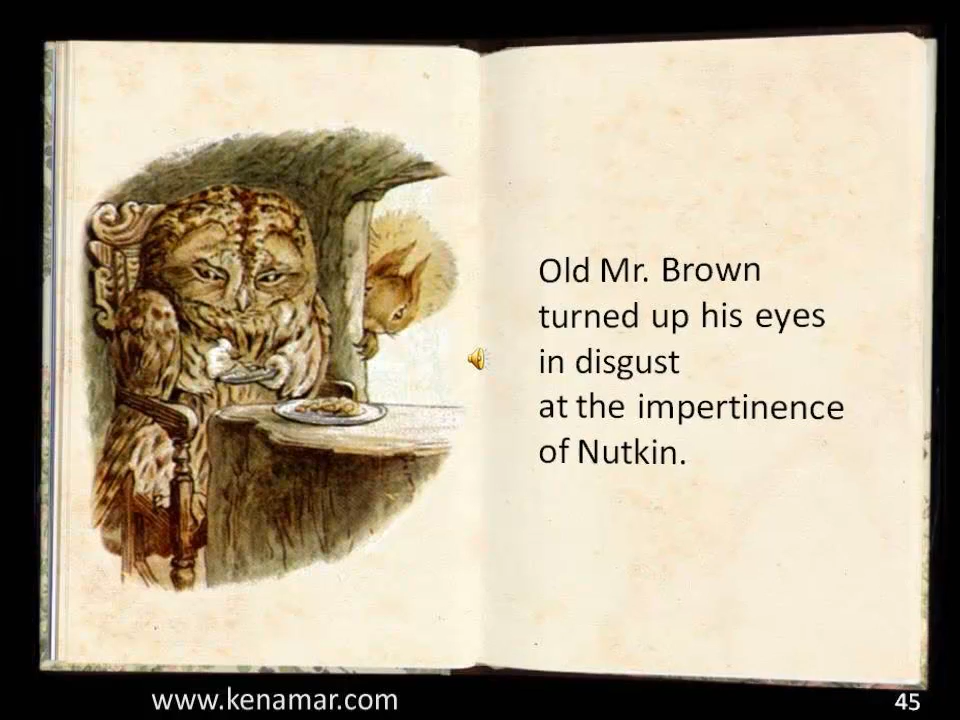 Old Mr. Brown
turned up his eyes
in disgust
at the impertinence
of Nutkin.
www.kenamar.com
45